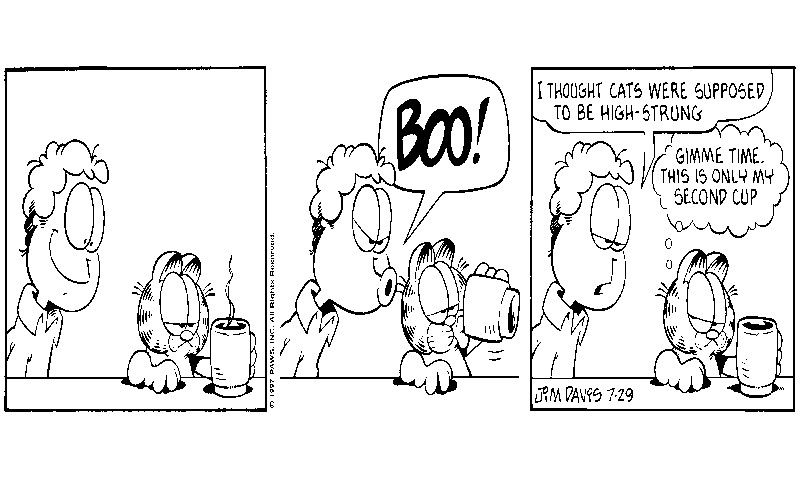 © 1997 PAWS, INC. All Rights Reserved.
BOO!
I THOUGHT CATS WERE SUPPOSED
TO BE HIGH-STRUNG
GIMME TIME.
THIS IS ONLY MY
SECOND CUP
JIM DAVIS 7·29